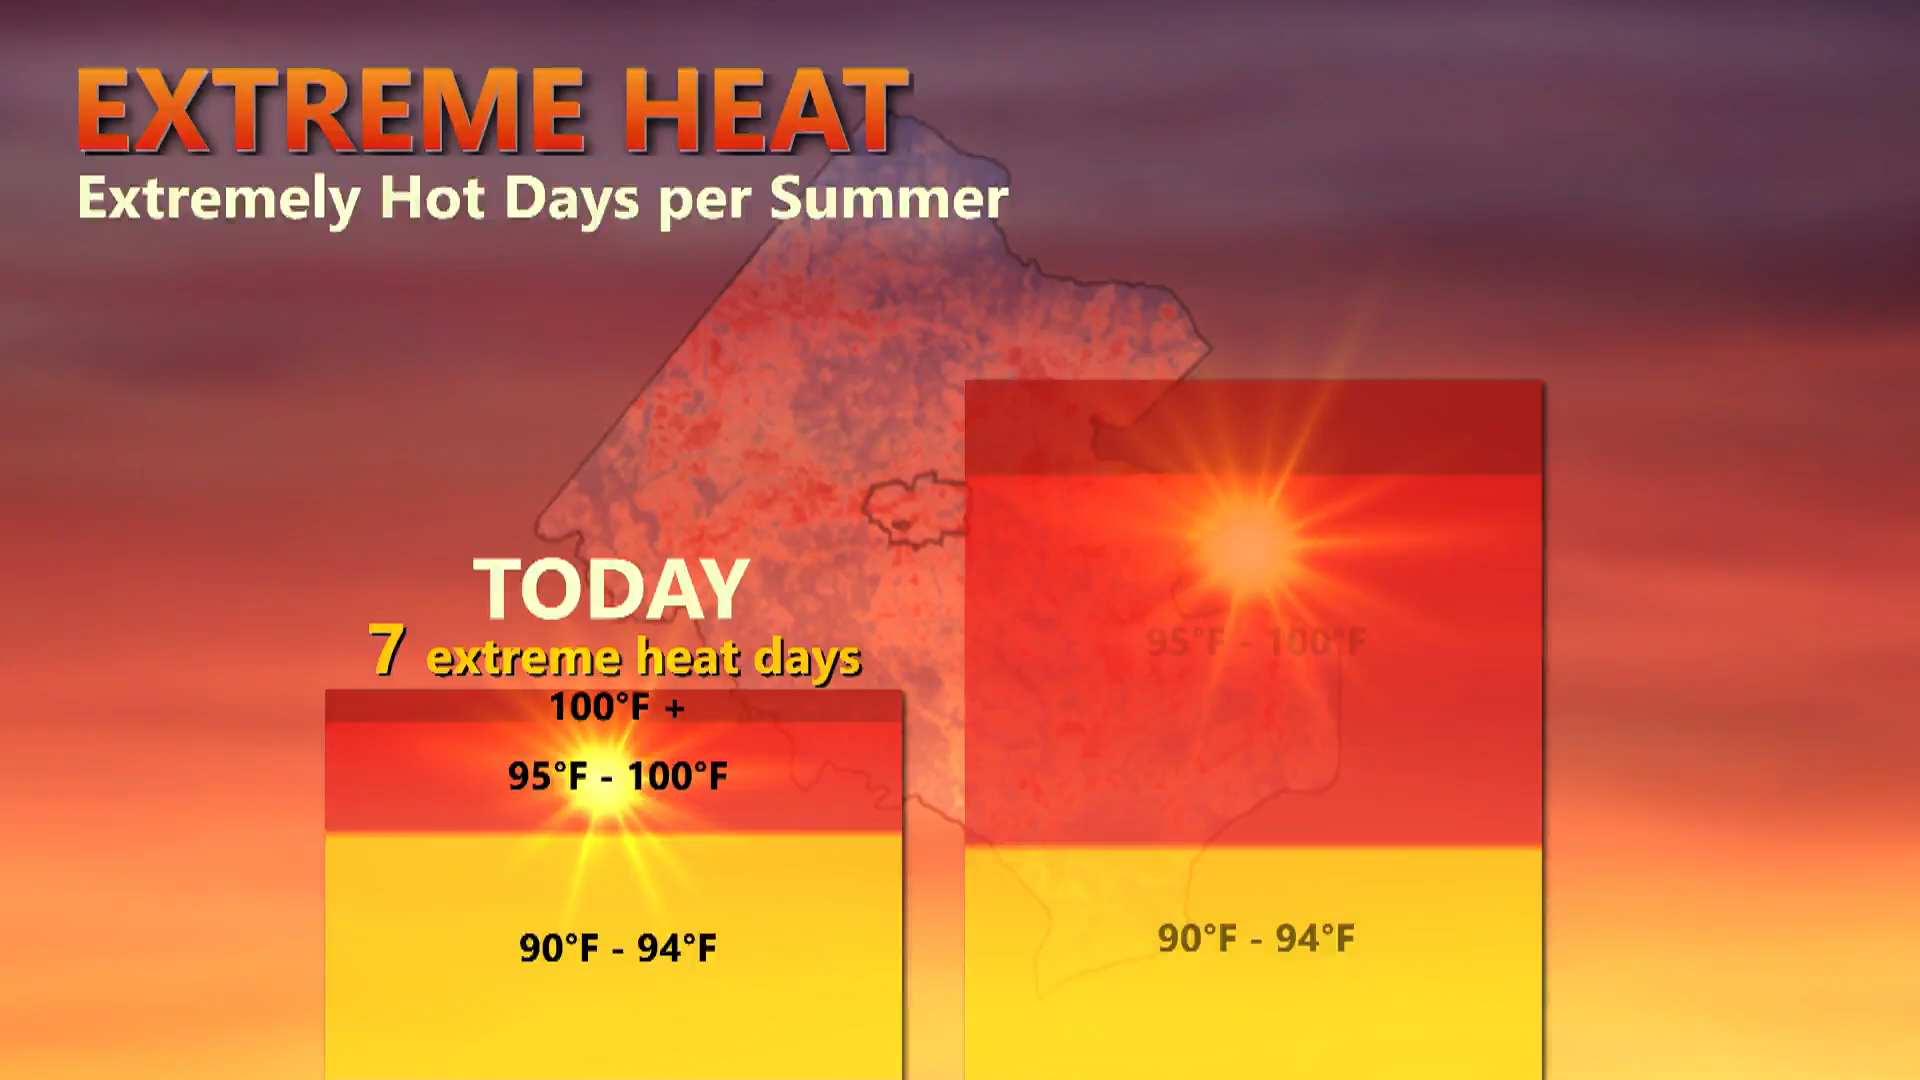 EXTREME HEAT
Extremely Hot Days per Summer
TODAY
7 extreme heat days
100°F +
95°F - 100°F
90°F - 94°F
95°F - 100°F
90°F - 94°F